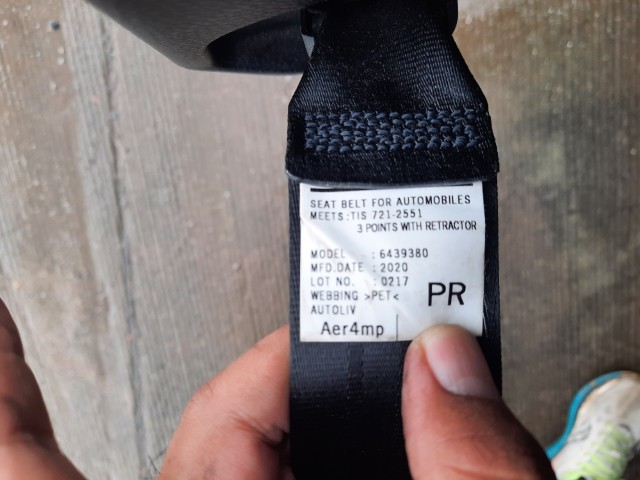 SEAT BELT FOR AUTOMOBILES
MEETS :TIS 721-2551
3 POINTS WITH RETRACTOR
MODEL : 6439380
MFD.DATE : 2020
LOT NO. : 0217
WEBBING >PET<
PR
AUTOLIV
Aer4mp